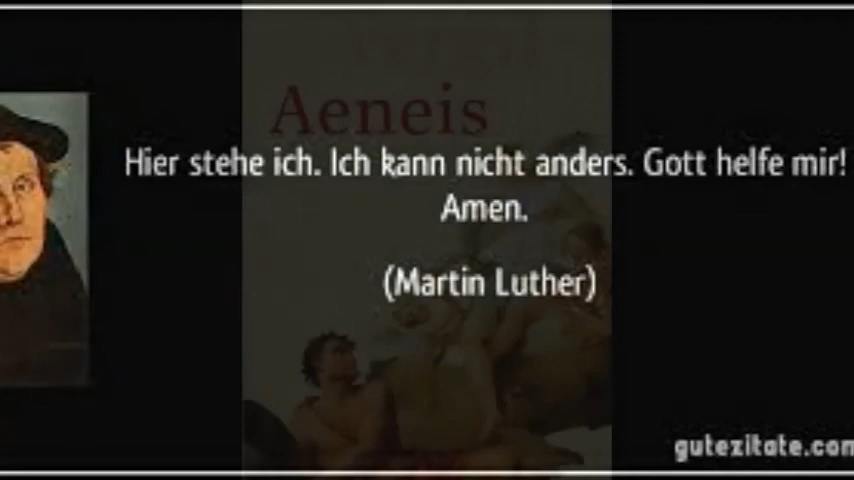 Aeneis
Hier stehe ich. Ich kann nicht anders. Gott helfe mir!
Amen.
(Martin Luther)
gutezitate.com